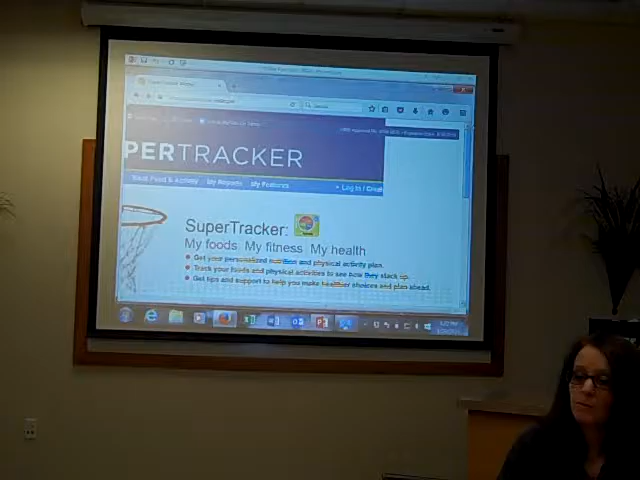 PERTRACKER
Track Food & Activity My Reports My Features Log In /
SuperTracker:
My foods. My fitness. My health.
Get your personalized nutrition and physical activity plan.
Track your foods and physical activities to see how they stack up.
Get tips and support to help you make healthier choices and plan ahead.